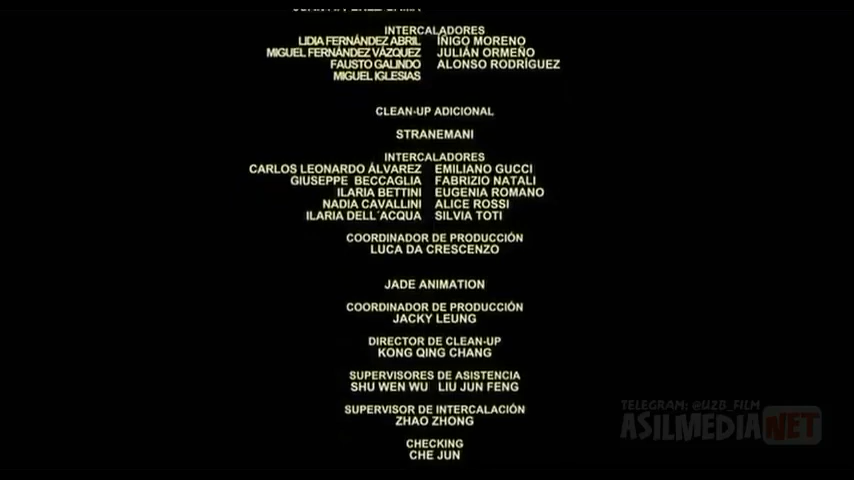 INTERCALADORES
LIDIA FERNÁNDEZ ABRIL IÑIGO MORENO
MIGUEL FERNÁNDEZ VÁZQUEZ JULIÁN ORMEÑO
FAUSTO GALINDO ALONSO RODRÍGUEZ
MIGUEL IGLESIAS
CLEAN-UP ADICIONAL
STRANEMANI
INTERCALADORES
CARLOS LEONARDO ÁLVAREZ EMILIANO GUCCI
GIUSEPPE BECCAGLIA FABRIZIO NATALI
ILARIA BETTINI EUGENIA ROMANO
NADIA CAVALLINI ALICE ROSSI
ILARIA DELL´ACQUA SILVIA TOTI
COORDINADOR DE PRODUCCIÓN
LUCA DA CRESCENZO
JADE ANIMATION
COORDINADOR DE PRODUCCIÓN
JACKY LEUNG
DIRECTOR DE CLEAN-UP
KONG QING CHANG
SUPERVISORES DE ASISTENCIA
SHU WEN WU LIU JUN FENG
SUPERVISOR DE INTERCALACIÓN
ZHAO ZHONG
CHECKING
CHE JUN
TELEGRAM: @UZB_FILM
ASILMEDIA.NET